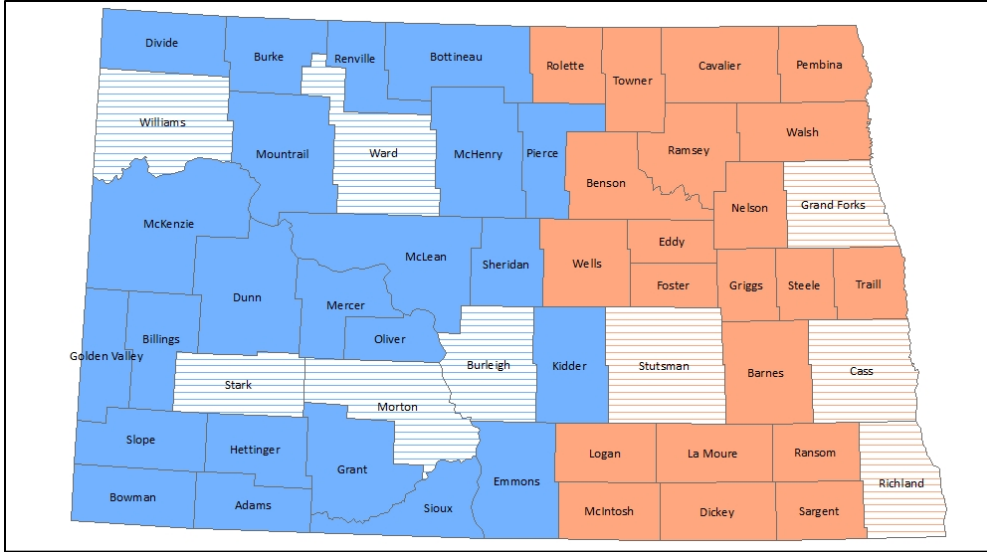 Divide
Burke
Renville
Bottineau
Rolette
Towner
Cavalier
Pembina
Williams
Mountrail
Ward
McHenry
Pierce
Benson
Ramsey
Walsh
Nelson
Grand Forks
McKenzie
McLean
Sheridan
Wells
Eddy
Foster
Griggs
Steele
Traill
Dunn
Mercer
Oliver
Billings
Golden Valley
Burleigh
Kidder
Stutsman
Barnes
Cass
Stark
Morton
Slope
Hettinger
Grant
Logan
La Moure
Ransom
Richland
Bowman
Adams
Sioux
Emmons
McIntosh
Dickey
Sargent